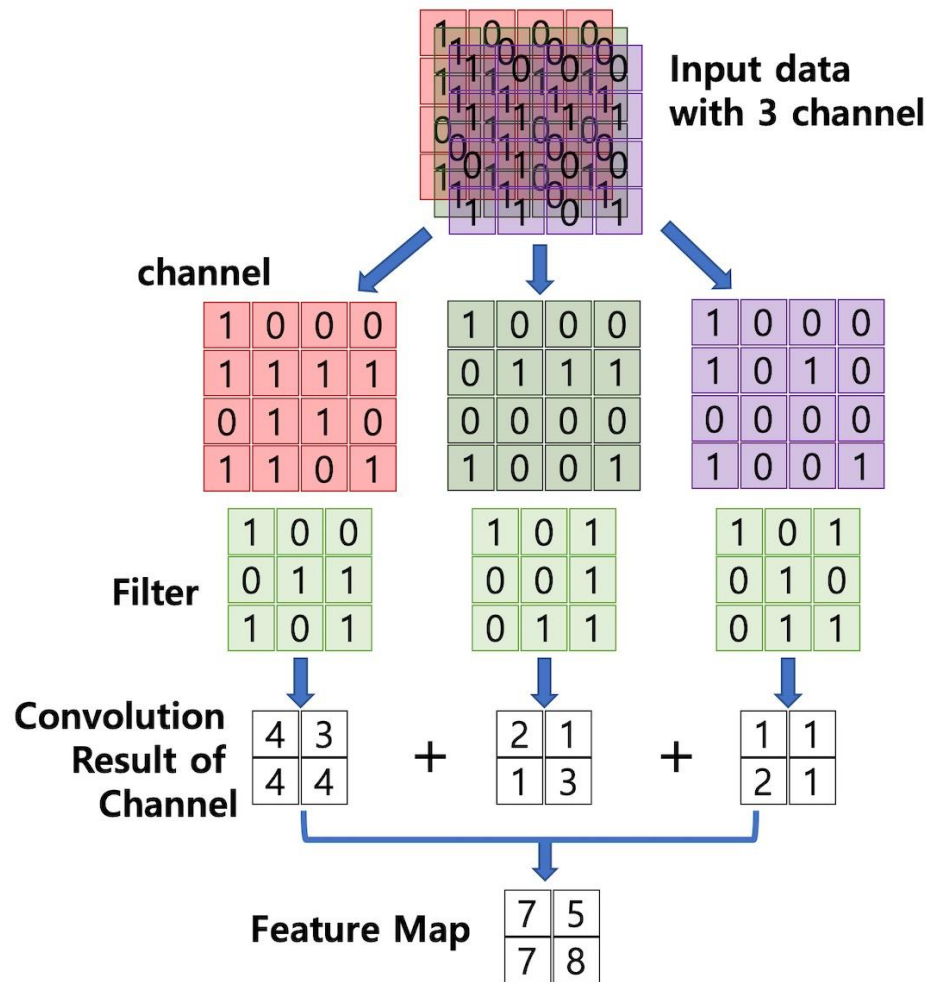 Input data
with 3 channel
channel
1 0 0 0
1 1 1 1
0 1 1 0
1 1 0 1
1 0 0 0
0 1 1 1
0 0 0 0
1 0 0 1
1 0 0 0
1 0 1 0
0 0 0 0
1 0 0 1
Filter
1 0 0
0 1 1
1 0 1
1 0 1
0 0 1
0 1 1
1 0 1
0 1 0
0 1 1
Convolution
Result of
Channel
4 3
4 4
+
2 1
1 3
+
1 1
2 1
Feature Map
7 5
7 8